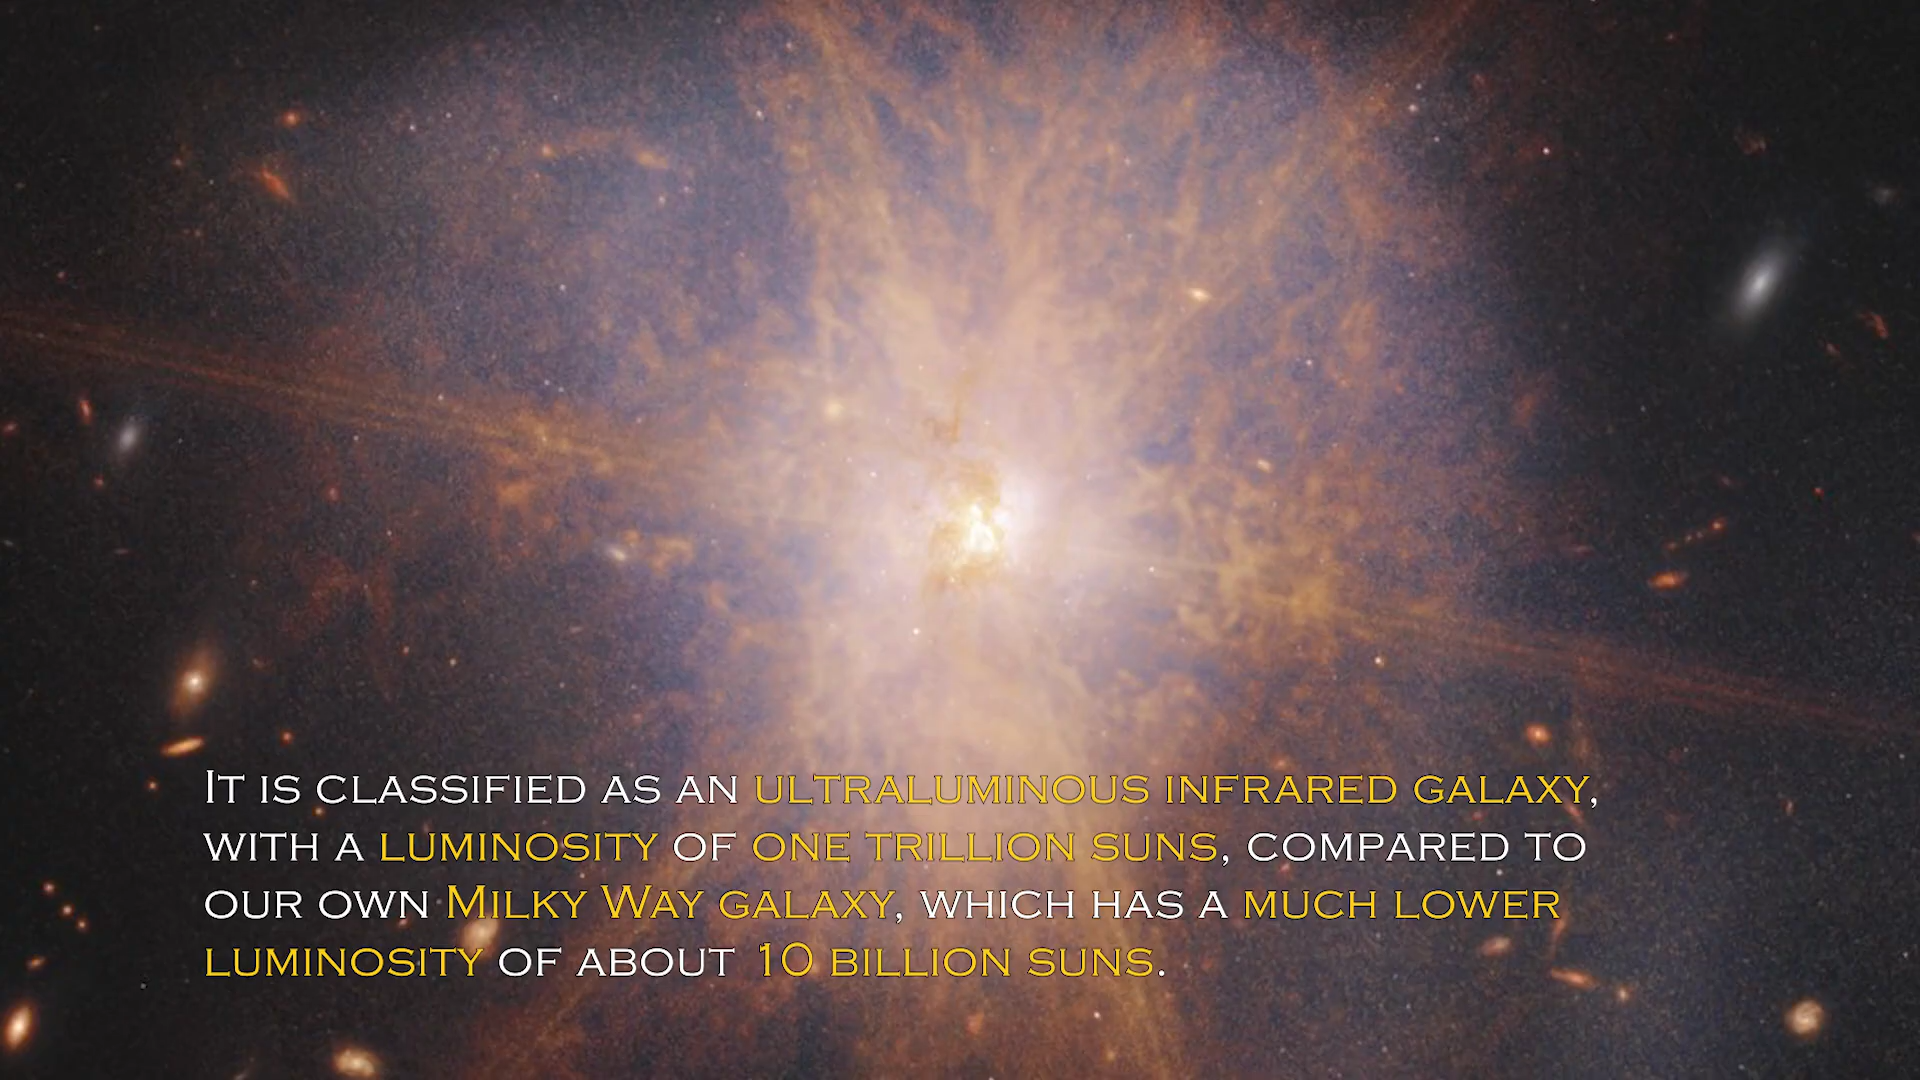 It is classified as an ultraluminous infrared galaxy,
with a luminosity of one trillion suns, compared to
our own Milky Way galaxy, which has a much lower
luminosity of about 10 billion suns.